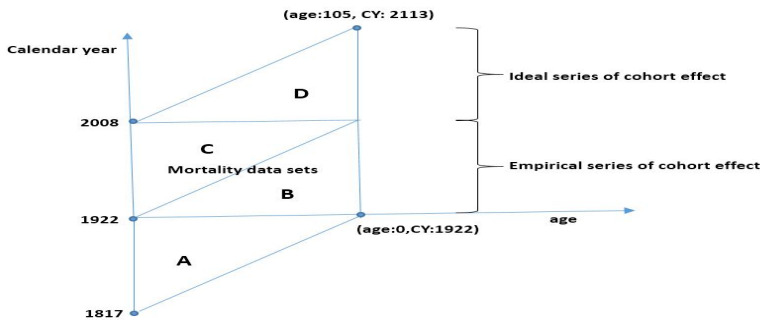 (age:105, CY: 2113)
Calendar year
Ideal series of cohort effect
D
2008
C
Mortality data sets
Empirical series of cohort effect
B
1922
age
(age:0,CY:1922)
A
1817